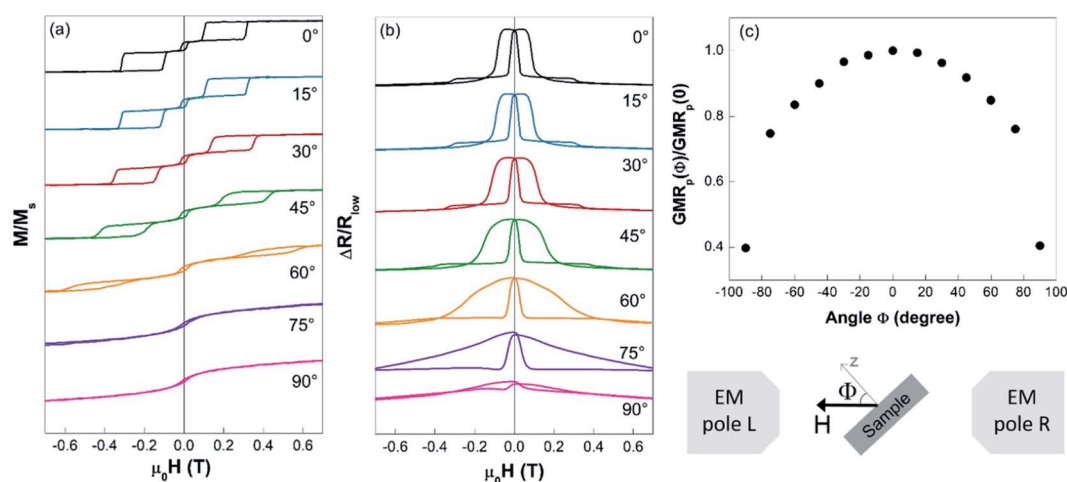 (a)
0°
15°
30°
45°
60°
75°
90°
M/Mₛ
-0.6 -0.4 -0.2 0.0 0.2 0.4 0.6
μ₀H (T)
(b)
0°
15°
30°
45°
60°
75°
90°
ΔR/R_low
-0.6 -0.4 -0.2 0.0 0.2 0.4 0.6
μ₀H (T)
(c)
GMRₚ(Φ)/GMRₚ(0)
1.0
0.8
0.6
0.4
-100 -80 -60 -40 -20 0 20 40 60 80 100
Angle Φ (degree)
EM
pole L
z
Φ
H
Sample
EM
pole R